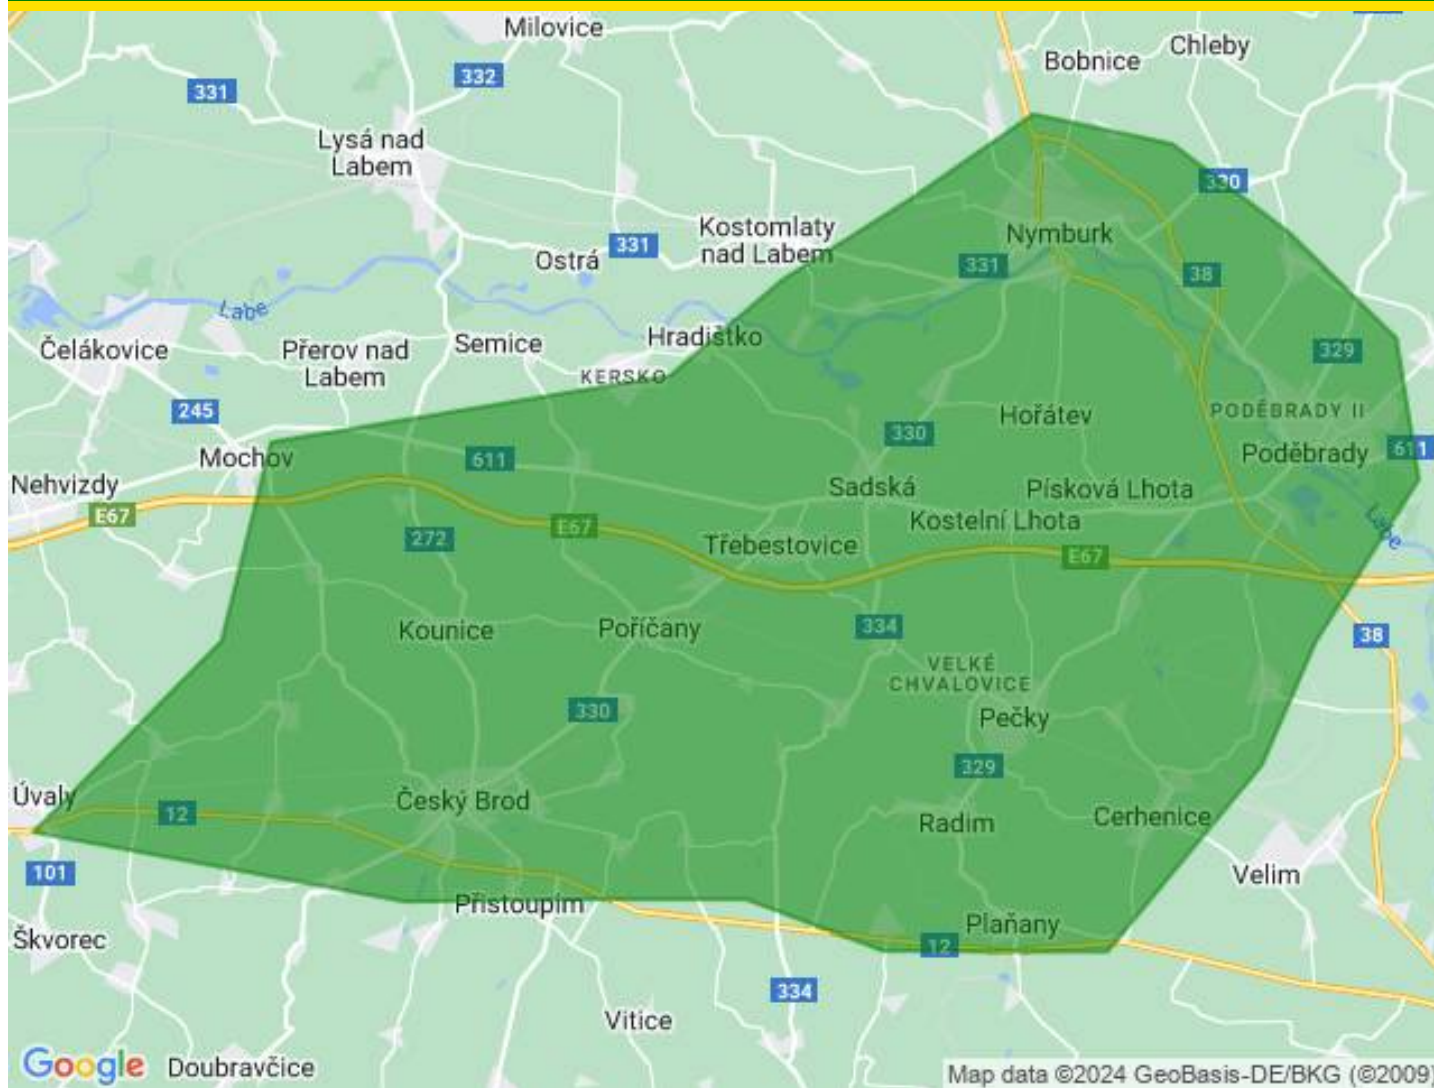 Milovice
Chleby
Bobnice
332
331
Lysá nad
Labem
330
Kostomlaty
nad Labem
Nymburk
331
Ostrá
331
38
Labe
Hradištko
Semice
Čelákovice
Přerov nad
Labem
329
KERSKO
245
Hořátev
PODĚBRADY II
330
611
Mochov
611
Poděbrady
Nehvizdy
Sadská
Písková Lhota
E67
Kostelní Lhota
E67
Labe
272
Třebestovice
E67
Kounice
Poříčany
334
38
VELKÉ
CHVALOVICE
330
Pečky
329
Úvaly
Český Brod
12
Radim
Cerhenice
101
Velim
Přistoupim
Plaňany
Škvorec
12
334
Vitice
Google
Doubravčice
Map data ©2024 GeoBasis-DE/BKG (©2009)